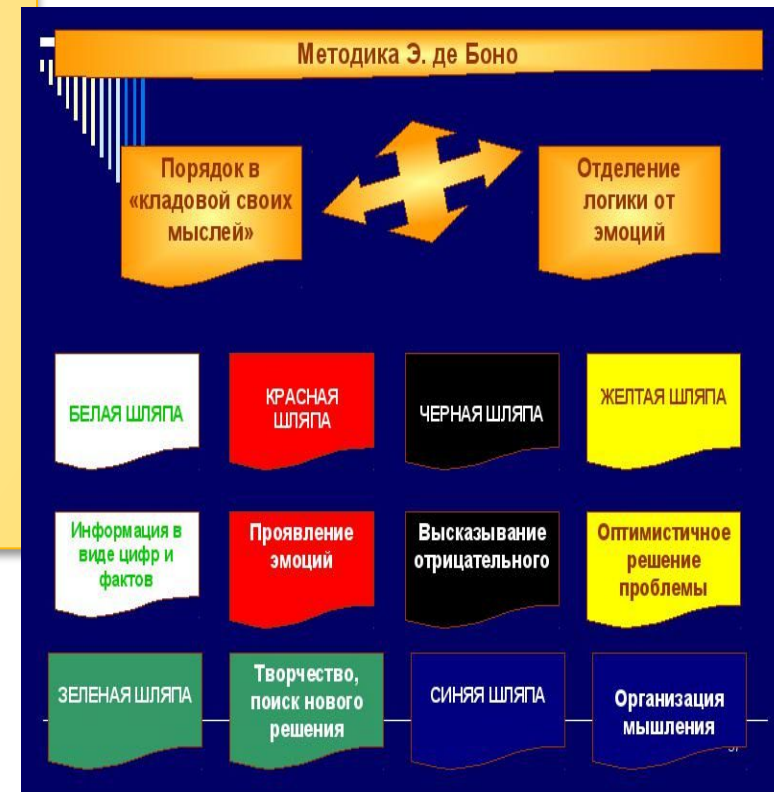 Методика Э. де Боно
Порядок в
«кладовой своих
мыслей»
Отделение
логики от
эмоций
БЕЛАЯ ШЛЯПА
КРАСНАЯ
ШЛЯПА
ЧЕРНАЯ ШЛЯПА
ЖЕЛТАЯ ШЛЯПА
Информация в
виде цифр и
фактов
Проявление
эмоций
Высказывание
отрицательного
Оптимистичное
решение
проблемы
ЗЕЛЕНАЯ ШЛЯПА
Творчество,
поиск нового
решения
СИНЯЯ ШЛЯПА
Организация
мышления